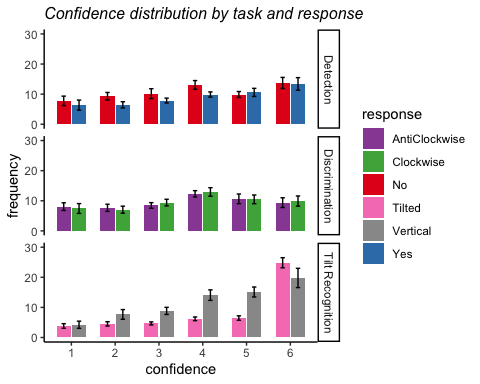 Confidence distribution by task and response
30
20
10
0
Detection
30
20
10
0
Discrimination
30
20
10
0
Tilt Recognition
1 2 3 4 5 6
confidence
frequency
response
AntiClockwise
Clockwise
No
Tilted
Vertical
Yes